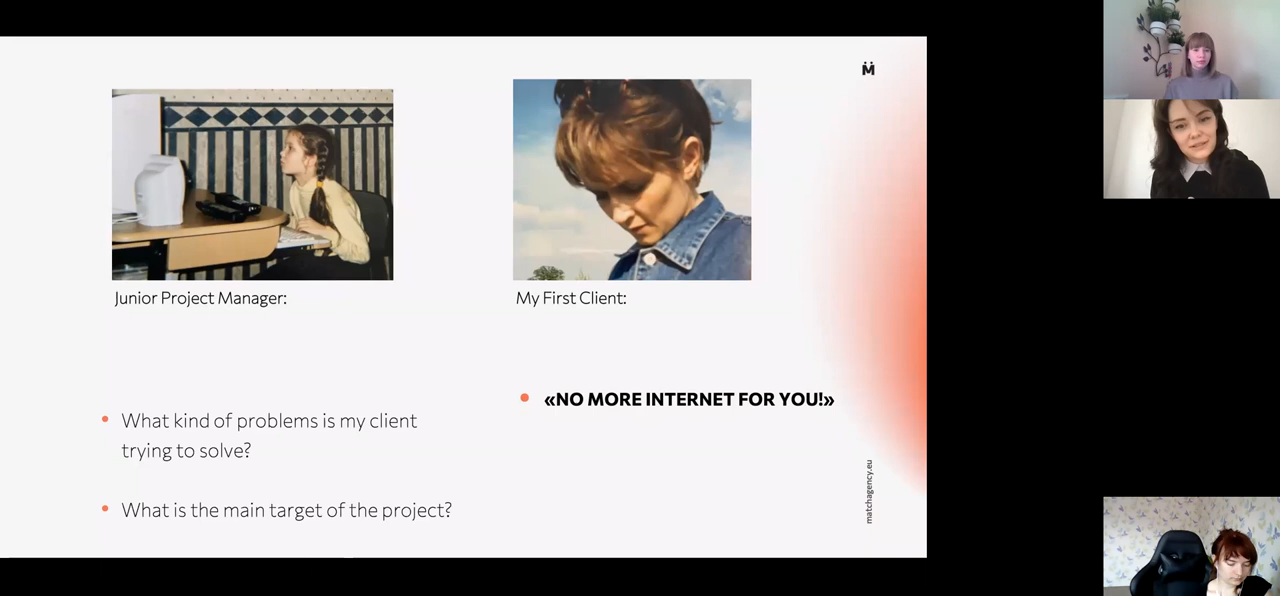 M̈
Junior Project Manager:
My First Client:
«NO MORE INTERNET FOR YOU!»
What kind of problems is my client
trying to solve?
What is the main target of the project?
matchagency.eu